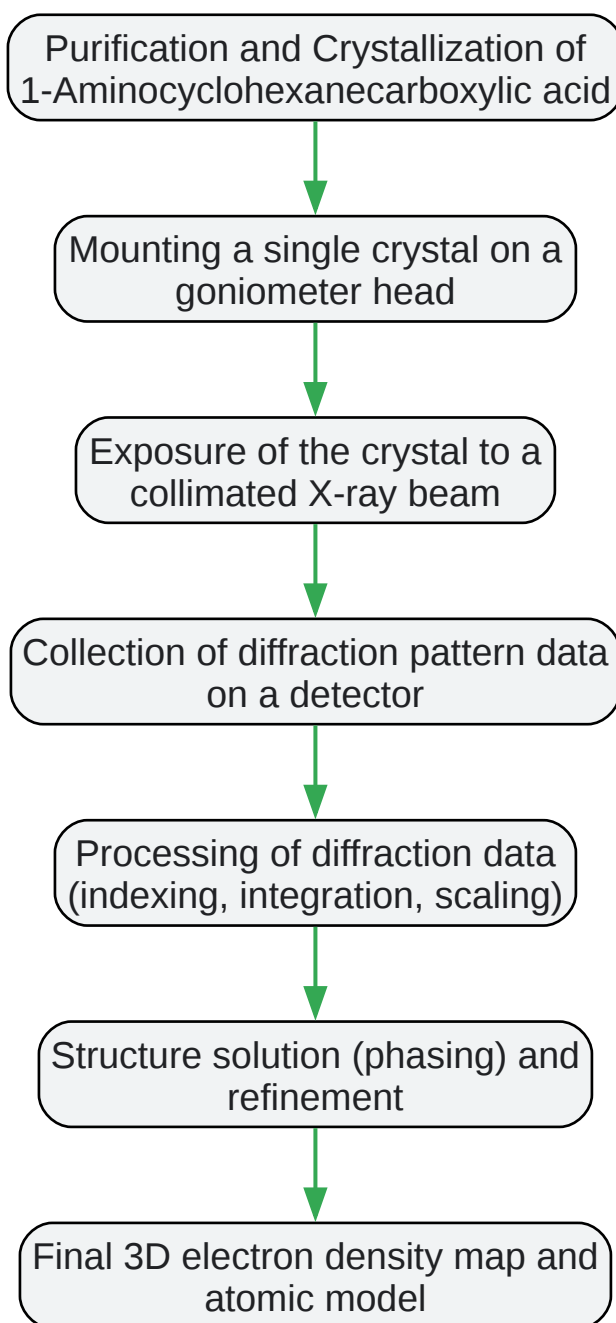 Purification and Crystallization of
1-Aminocyclohexanecarboxylic acid
Mounting a single crystal on a
goniometer head
Exposure of the crystal to a
collimated X-ray beam
Collection of diffraction pattern data
on a detector
Processing of diffraction data
(indexing, integration, scaling)
Structure solution (phasing) and
refinement
Final 3D electron density map and
atomic model